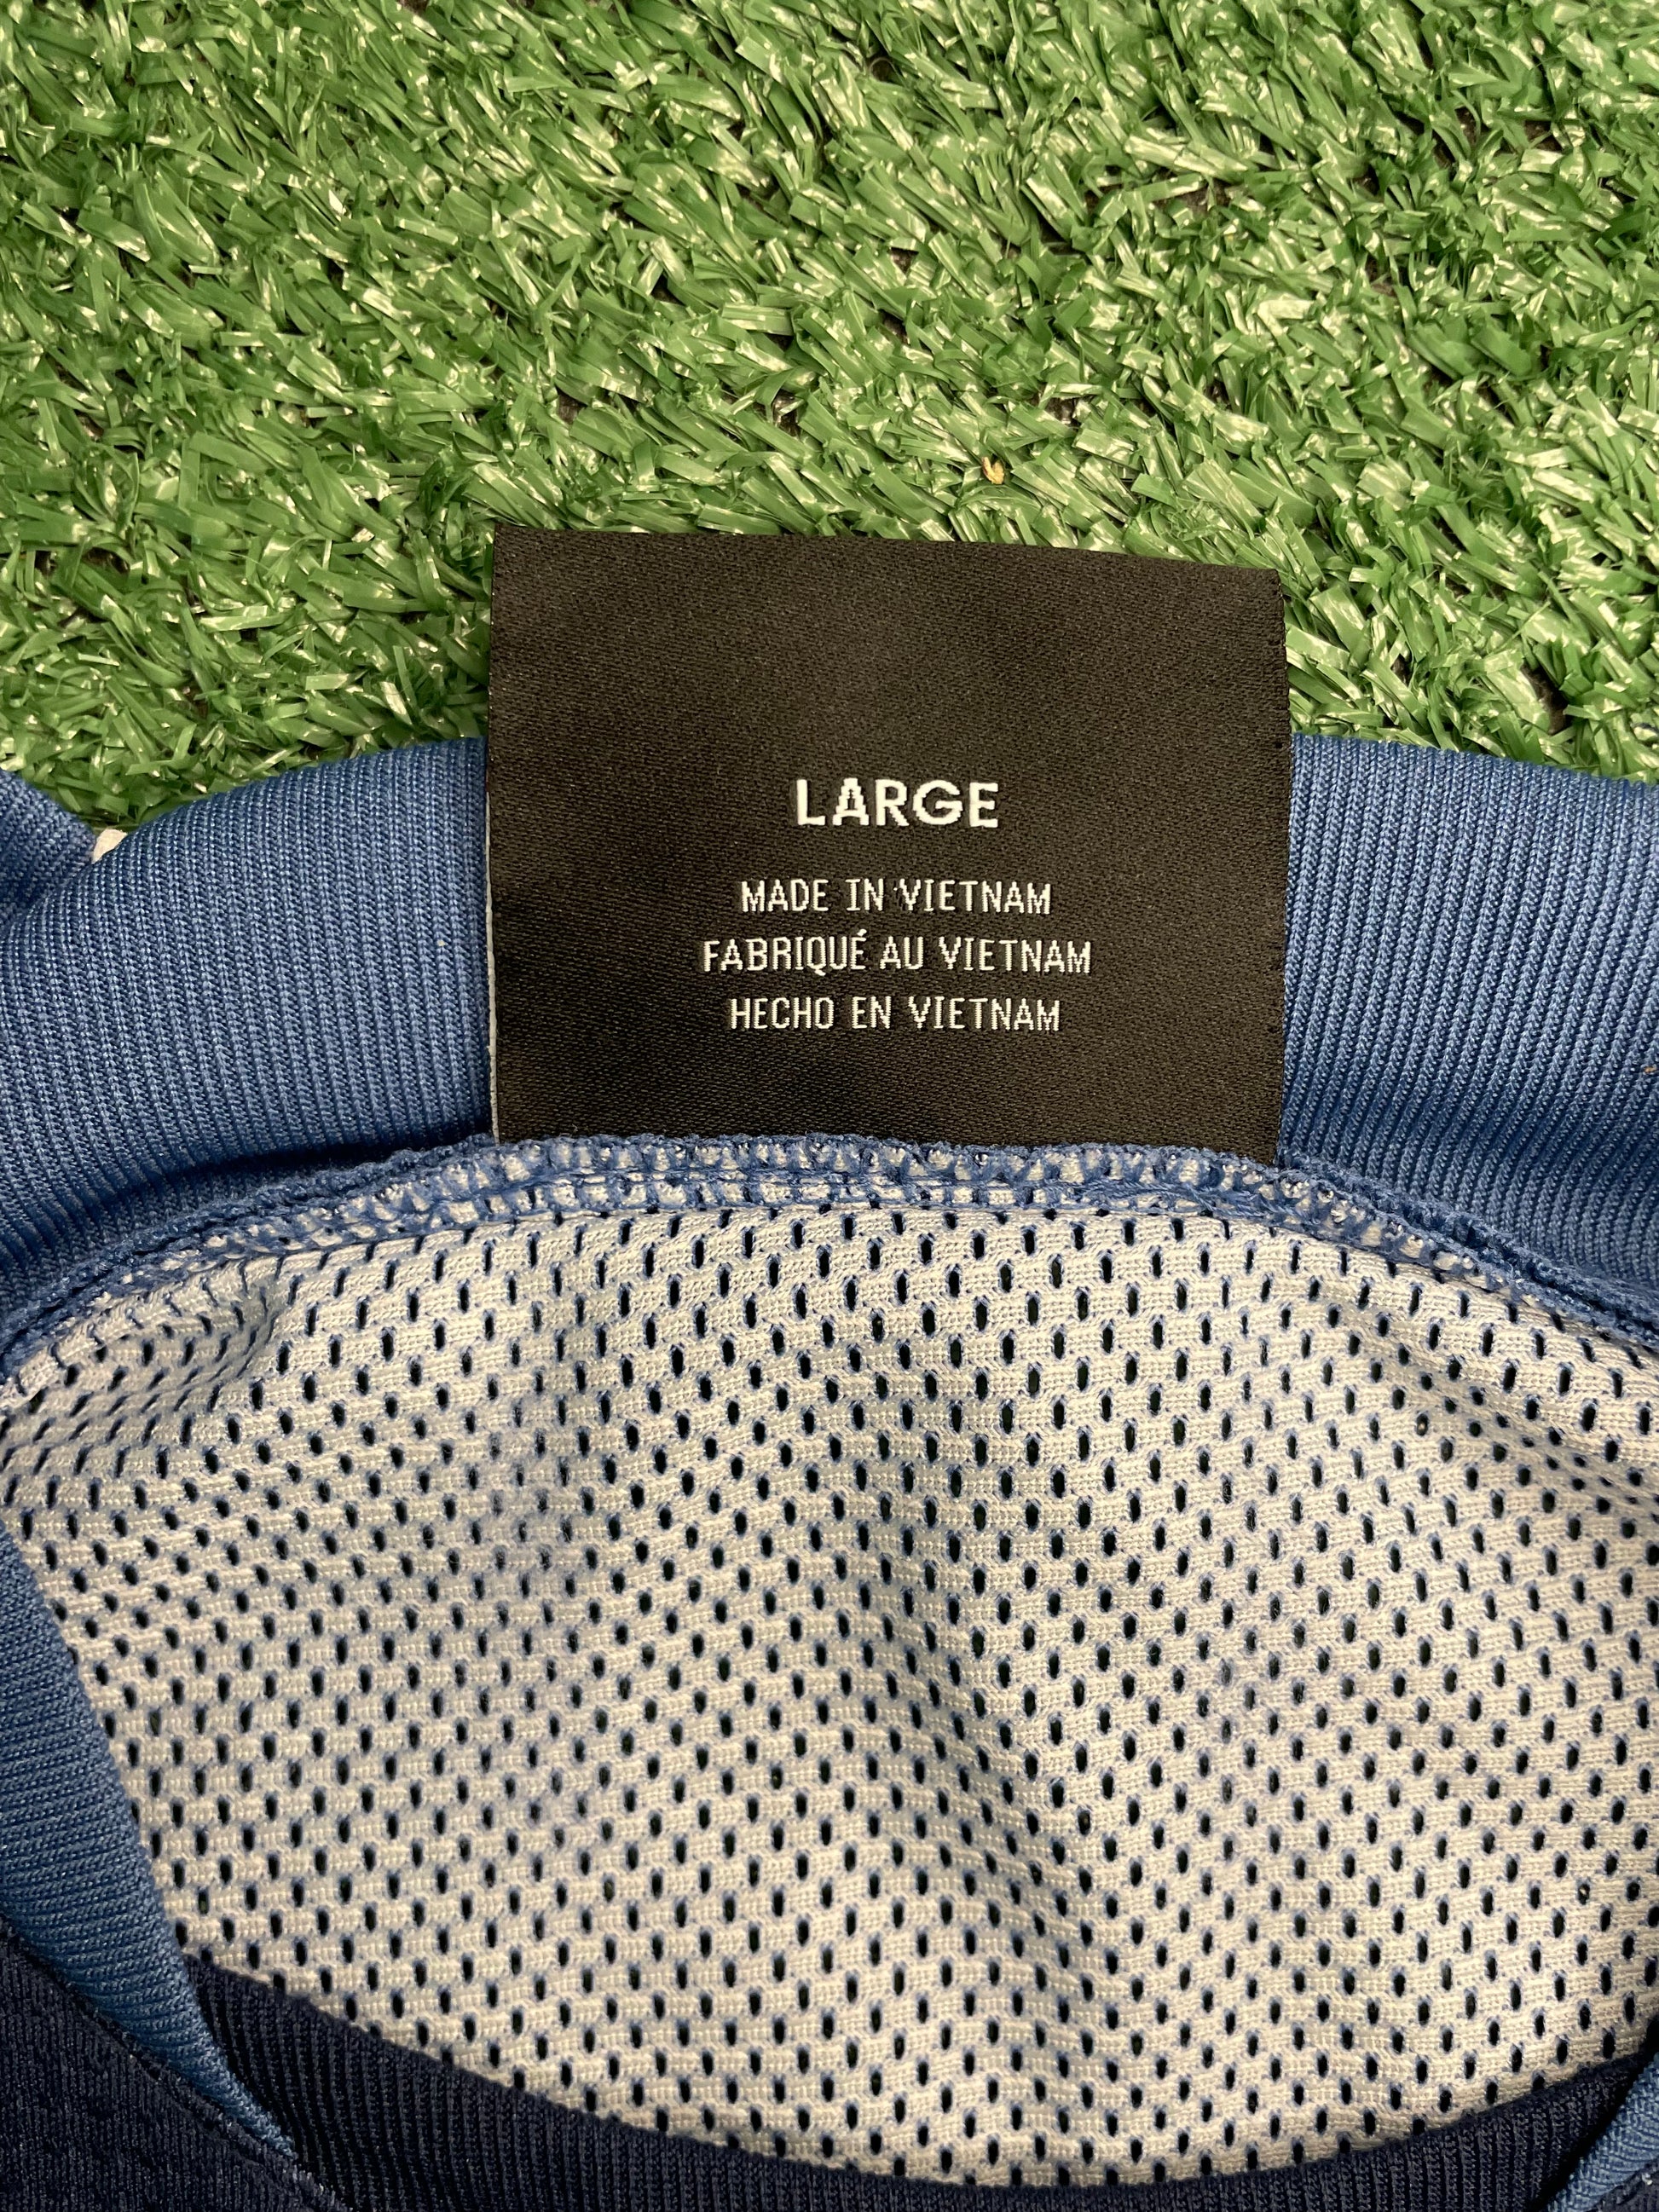 LARGE
MADE IN VIETNAM
FABRIQUÉ AU VIETNAM
HECHO EN VIETNAM